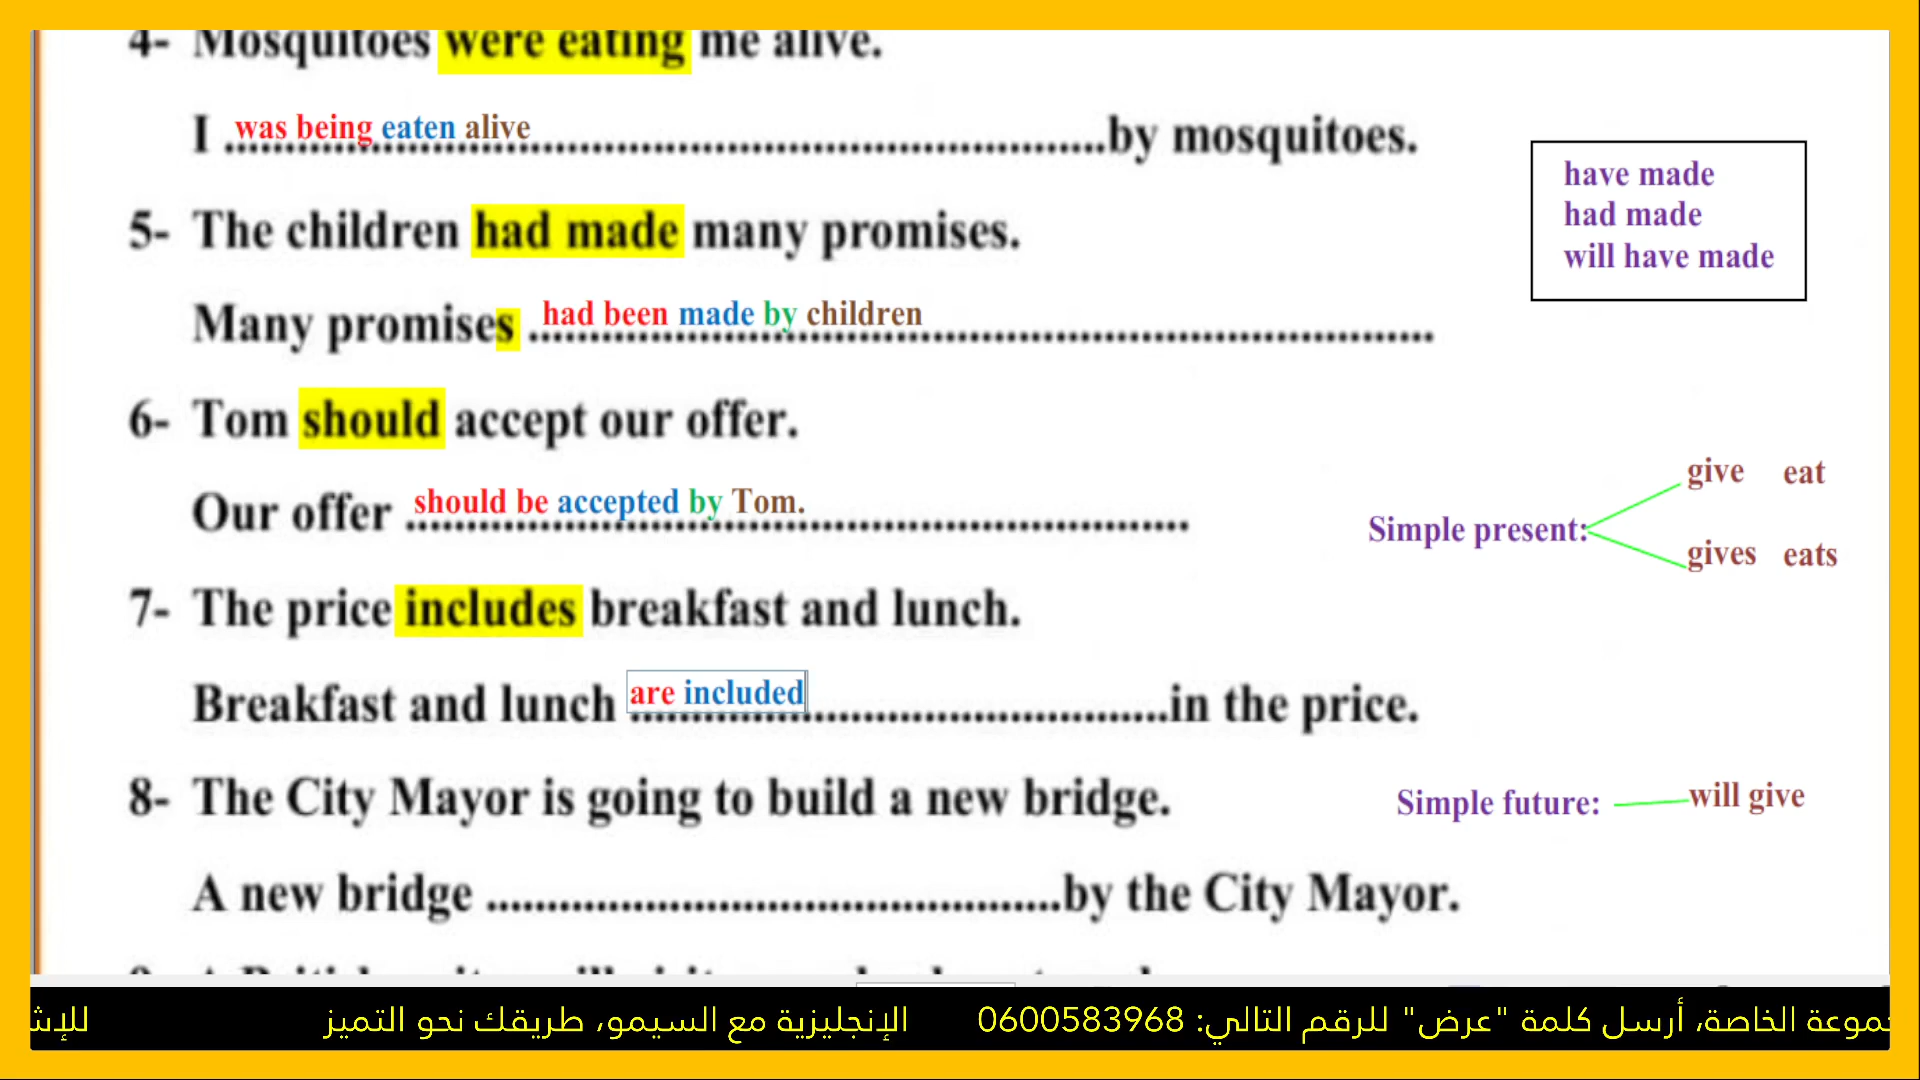 4- Mosquitoes were eating me alive.
I was being eaten alive..........by mosquitoes.
have made
had made
will have made
5- The children had made many promises.
Many promises had been made by children..........
6- Tom should accept our offer.
Our offer should be accepted by Tom...........
give eat
Simple present:
gives eats
7- The price includes breakfast and lunch.
Breakfast and lunch are included..........in the price.
8- The City Mayor is going to build a new bridge.
Simple future: will give
A new bridge ..........by the City Mayor.
الخاصة، أرسل كلمة "عرض" للرقم التالي: 0600583968 الإنجليزية مع السيمو، طريقك نحو التميز